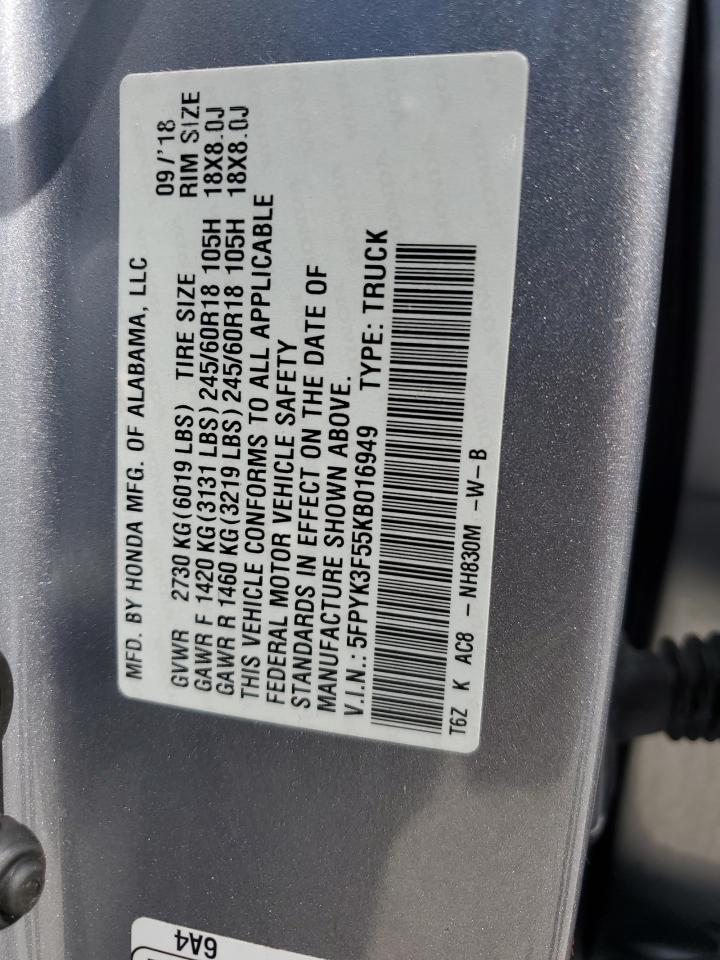 MFD. BY HONDA MFG. OF ALABAMA, LLC 09/'18
GVWR 2730 KG (6019 LBS) TIRE SIZE RIM SIZE
GAWR F 1420 KG (3131 LBS) 245/60R18 105H 18X8.0J
GAWR R 1460 KG (3219 LBS) 245/60R18 105H 18X8.0J
THIS VEHICLE CONFORMS TO ALL APPLICABLE
FEDERAL MOTOR VEHICLE SAFETY
STANDARDS IN EFFECT ON THE DATE OF
MANUFACTURE SHOWN ABOVE.
V.I.N.: 5FPYK3F55KB016949 TYPE: TRUCK
T6Z K AC8 - NH830M -W-B
6A4